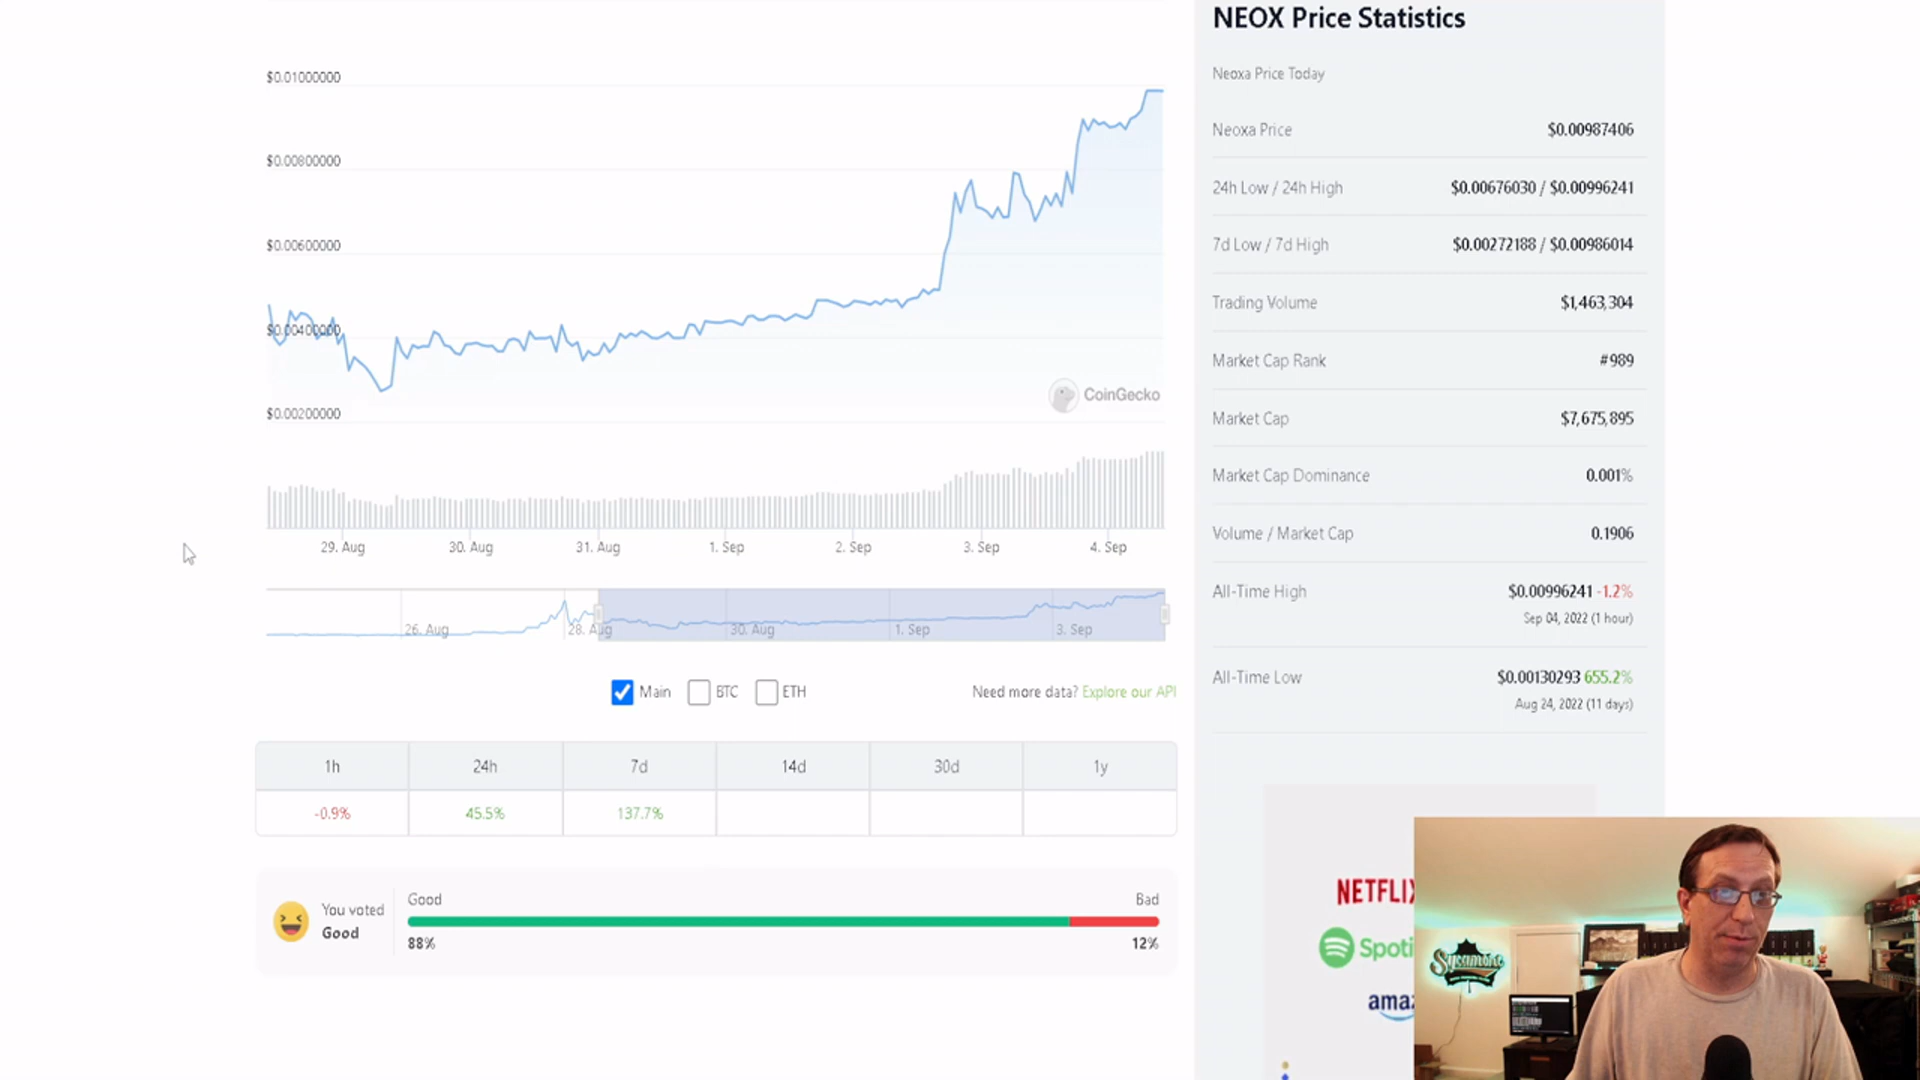 NEOX Price Statistics
Neoxa Price Today
Neoxa Price $0.00987406
24h Low / 24h High $0.00676030 / $0.00996241
7d Low / 7d High $0.00272188 / $0.00986014
Trading Volume $1,463,304
Market Cap Rank #989
Market Cap $7,675,895
Market Cap Dominance 0.001%
Volume / Market Cap 0.1906
All-Time High $0.00996241 -1.2%
Sep 04, 2022 (1 hour)
All-Time Low $0.00130293 655.2%
Aug 24, 2022 (11 days)
$0.01000000
$0.00800000
$0.00600000
$0.00400000
$0.00200000
CoinGecko
29. Aug 30. Aug 31. Aug 1. Sep 2. Sep 3. Sep 4. Sep
26. Aug 28. Aug 30. Aug 1. Sep 3. Sep
Main BTC ETH
Need more data? Explore our API
1h 24h 7d 14d 30d 1y
-0.9% 45.5% 137.7%
You voted
Good
Good Bad
88% 12%
NETFLIX
Spoti
amaz
Sycamore